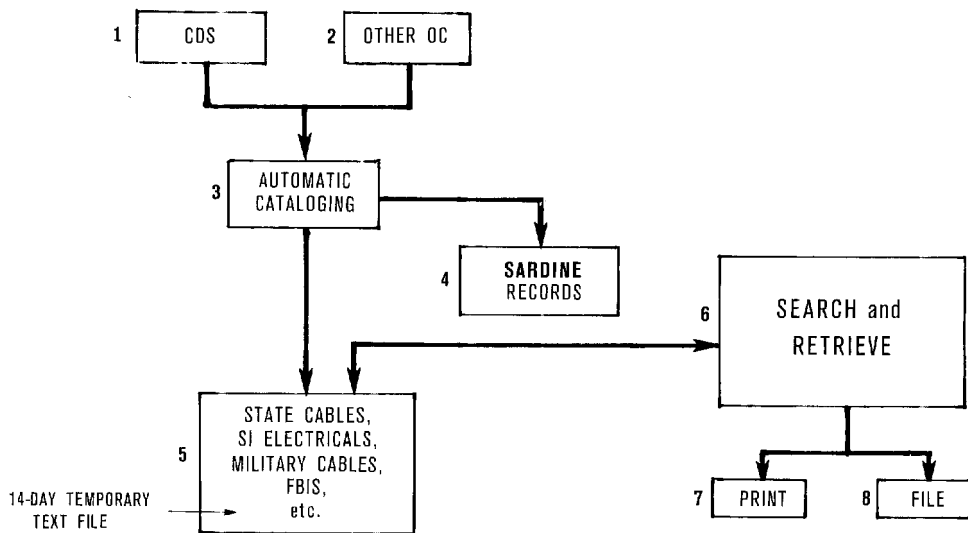 1 CDS
2 OTHER OC
3 AUTOMATIC
CATALOGING
4 SARDINE
RECORDS
6 SEARCH and
RETRIEVE
5 STATE CABLES,
SI ELECTRICALS,
MILITARY CABLES,
FBIS,
etc.
14-DAY TEMPORARY
TEXT FILE
7 PRINT
8 FILE